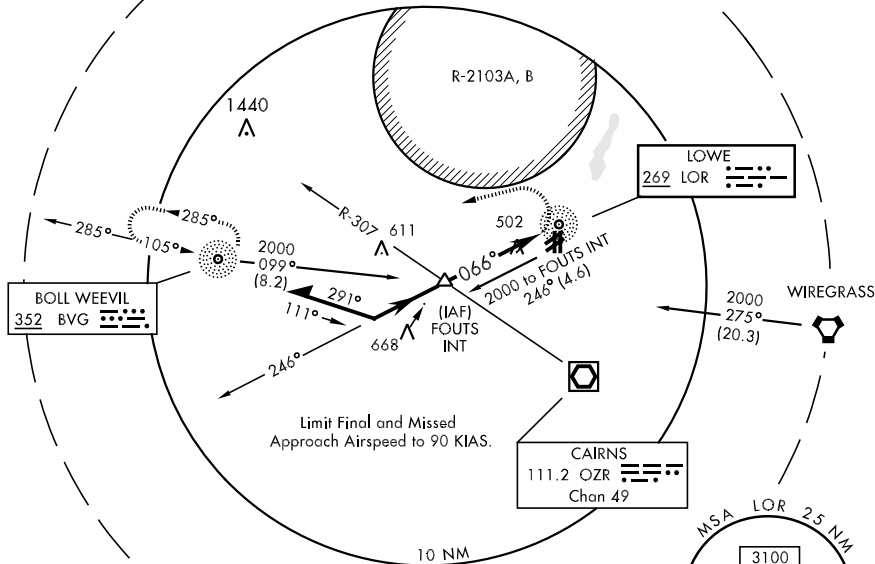 R-2103A, B
1440
LOWE
269 LOR
R-307
611
502
285°
285°
105°
2000
099°
(8.2)
066°
2000 to FOUTS INT
246° (4.6)
BOLL WEEVIL
352 BVG
291°
111°
(IAF)
FOUTS
INT
668
246°
2000
275°
(20.3)
WIREGRASS
Limit Final and Missed
Approach Airspeed to 90 KIAS.
CAIRNS
111.2 OZR
Chan 49
MSA LOR 25 NM
3100
10 NM